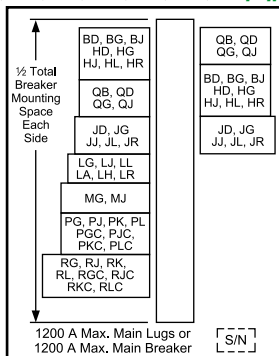 ½ Total
Breaker
Mounting
Space
Each
Side
BD, BG, BJ
HD, HG
HJ, HL, HR
QB, QD
QG, QJ
JD, JG
JJ, JL, JR
LG, LJ, LL
LA, LH, LR
MG, MJ
PG, PJ, PK, PL
PGC, PJC,
PKC, PLC
RG, RJ, RK,
RL, RGC, RJC
RKC, RLC
QB, QD
QG, QJ
BD, BG, BJ
HD, HG
HJ, HL, HR
JD, JG
JJ, JL, JR
1200 A Max. Main Lugs or
1200 A Max. Main Breaker
S/N